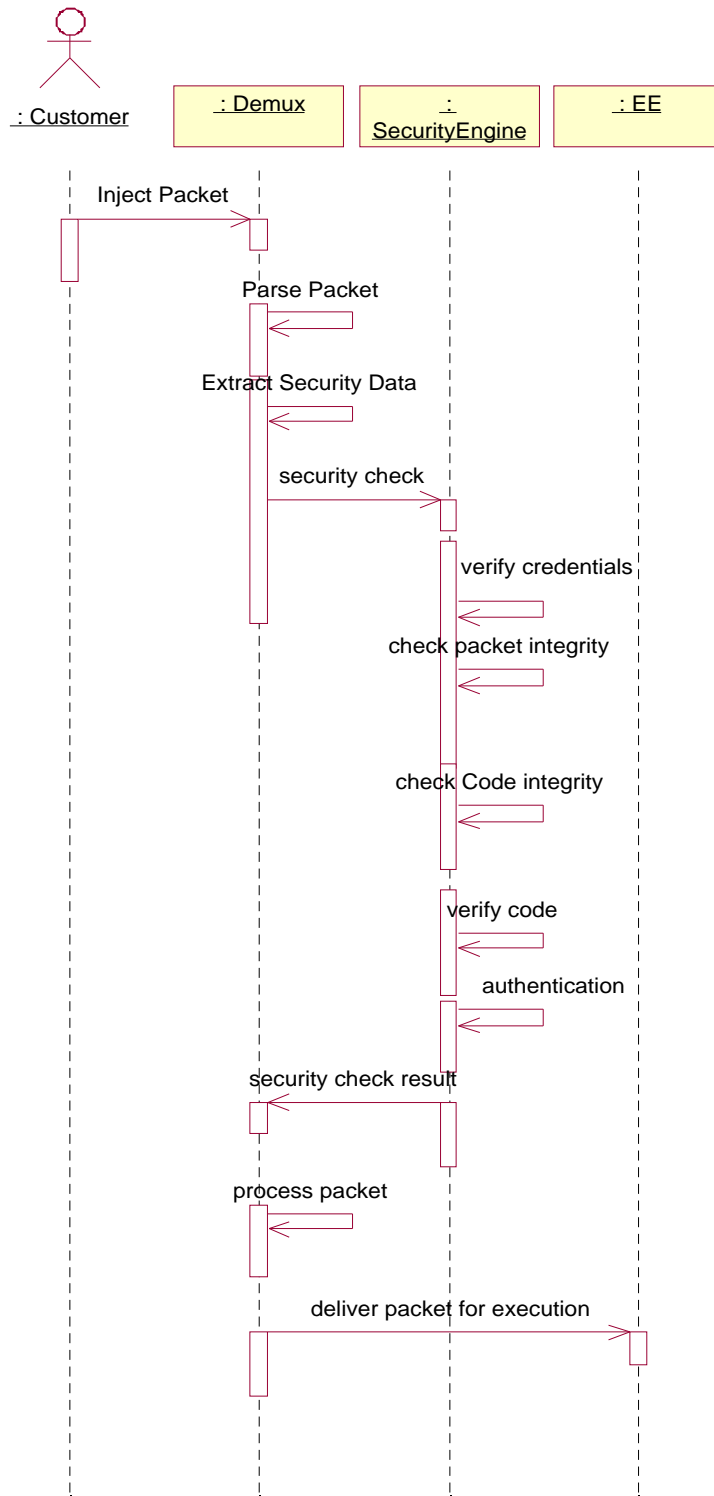 : Customer
: Demux
:
SecurityEngine
: EE
Inject Packet
Parse Packet
Extract Security Data
security check
verify credentials
check packet integrity
check Code integrity
verify code
authentication
security check result
process packet
deliver packet for execution